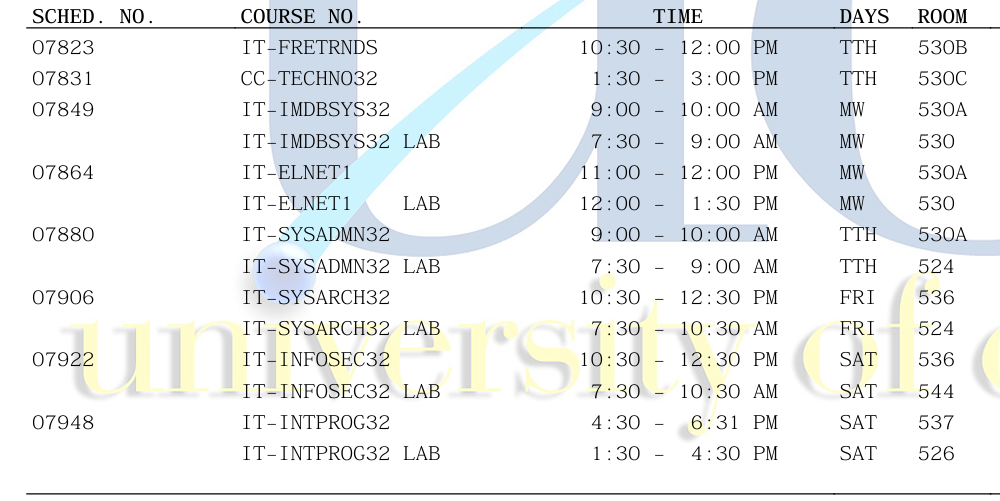 SCHED. NO. COURSE NO. TIME DAYS ROOM
07823 IT-FRETRNDS 10:30 - 12:00 PM TTH 530B
07831 CC-TECHNO32 1:30 - 3:00 PM TTH 530C
07849 IT-IMDBSYS32 9:00 - 10:00 AM MW 530A
IT-IMDBSYS32 LAB 7:30 - 9:00 AM MW 530
07864 IT-ELNET1 11:00 - 12:00 PM MW 530A
IT-ELNET1 LAB 12:00 - 1:30 PM MW 530
07880 IT-SYSADMN32 9:00 - 10:00 AM TTH 530A
IT-SYSADMN32 LAB 7:30 - 9:00 AM TTH 524
07906 IT-SYSARCH32 10:30 - 12:30 PM FRI 536
IT-SYSARCH32 LAB 7:30 - 10:30 AM FRI 524
07922 IT-INFOSEC32 10:30 - 12:30 PM SAT 536
IT-INFOSEC32 LAB 7:30 - 10:30 AM SAT 544
07948 IT-INTPROG32 4:30 - 6:31 PM SAT 537
IT-INTPROG32 LAB 1:30 - 4:30 PM SAT 526
university of